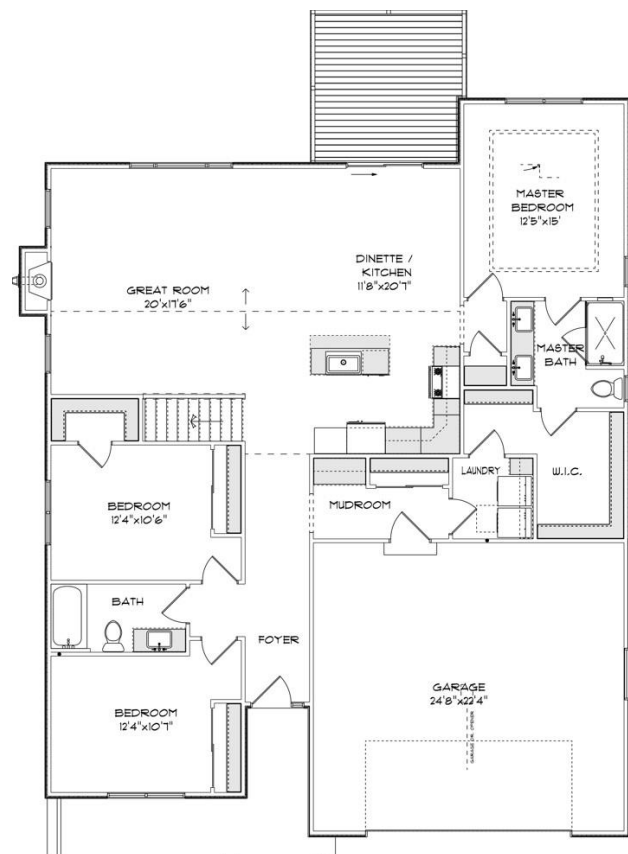 MASTER
BEDROOM
12'5"x15'
DINETTE /
KITCHEN
11'8"x20'7"
GREAT ROOM
20'x17'6"
MASTER
BATH
LAUNDRY
W.I.C.
MUDROOM
BEDROOM
12'4"x10'6"
BATH
FOYER
GARAGE
24'8"x22'4"
BEDROOM
12'4"x10'7"